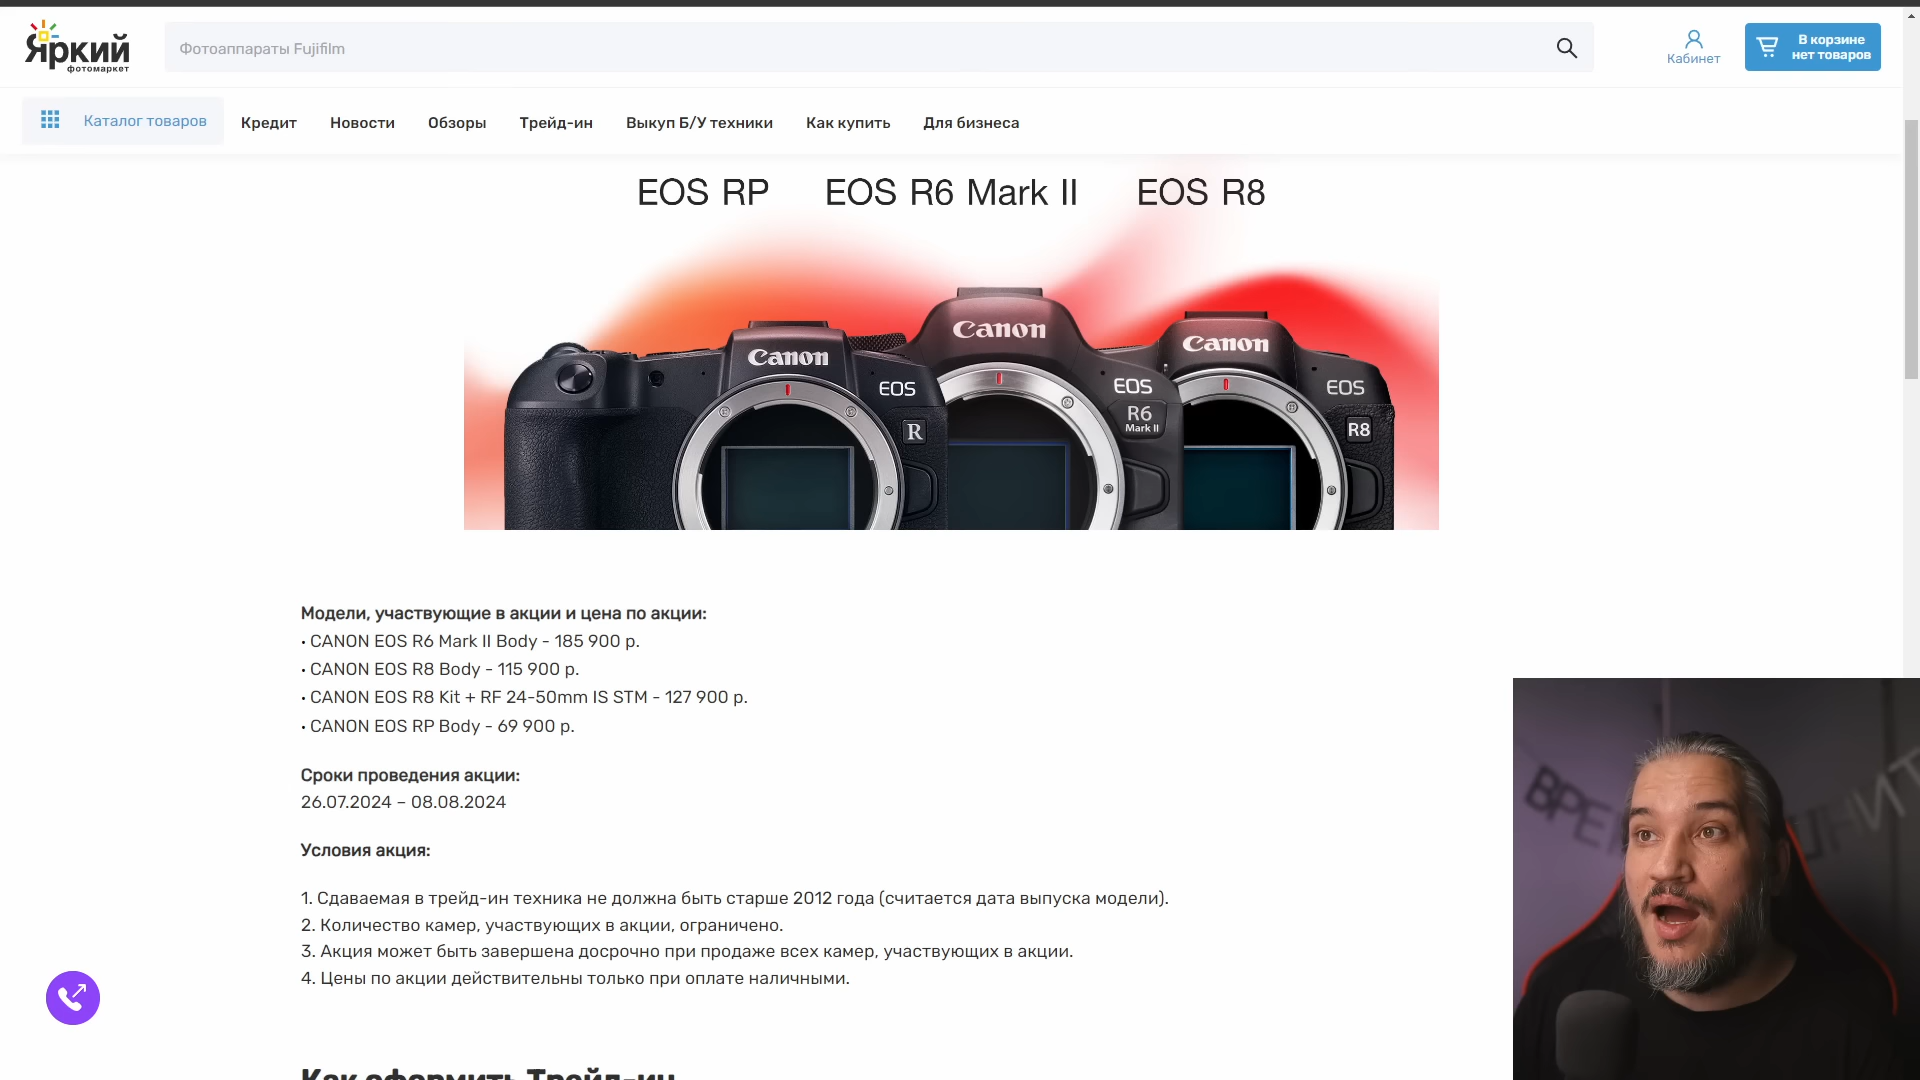 Яркий
фотомаркет
Фотоаппараты Fujifilm
Кабинет
В корзине
нет товаров
Каталог товаров
Кредит
Новости
Обзоры
Трейд-ин
Выкуп Б/У техники
Как купить
Для бизнеса
EOS RP EOS R6 Mark II EOS R8
Canon
EOS
R
Canon
EOS
R6
Mark II
Canon
EOS
R8
Модели, участвующие в акции и цена по акции:
• CANON EOS R6 Mark II Body - 185 900 р.
• CANON EOS R8 Body - 115 900 р.
• CANON EOS R8 Kit + RF 24-50mm IS STM - 127 900 р.
• CANON EOS RP Body - 69 900 р.
Сроки проведения акции:
26.07.2024 – 08.08.2024
Условия акция:
1. Сдаваемая в трейд-ин техника не должна быть старше 2012 года (считается дата выпуска модели).
2. Количество камер, участвующих в акции, ограничено.
3. Акция может быть завершена досрочно при продаже всех камер, участвующих в акции.
4. Цены по акции действительны только при оплате наличными.
Как оформить Трейд-ин